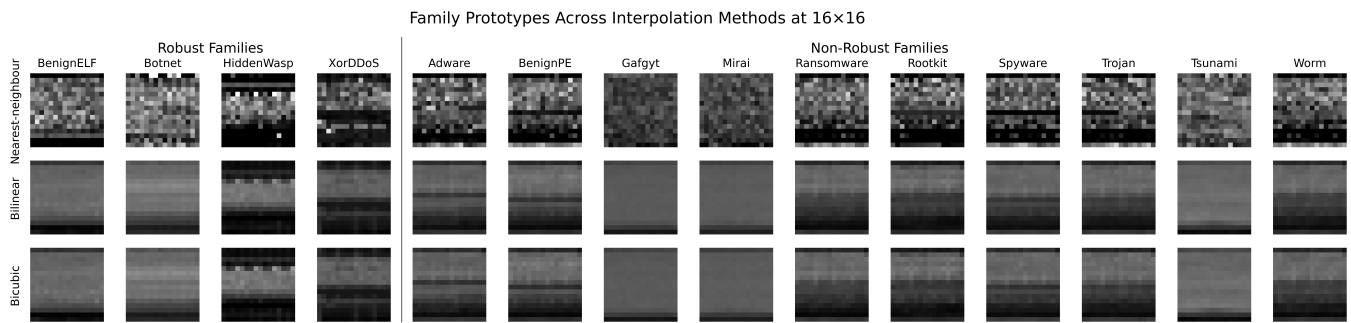 Family Prototypes Across Interpolation Methods at 16×16
Robust Families
Non-Robust Families
BenignELF Botnet HiddenWasp XorDDoS Adware BenignPE Gafgyt Mirai Ransomware Rootkit Spyware Trojan Tsunami Worm
Nearest-neighbour
Bilinear
Bicubic